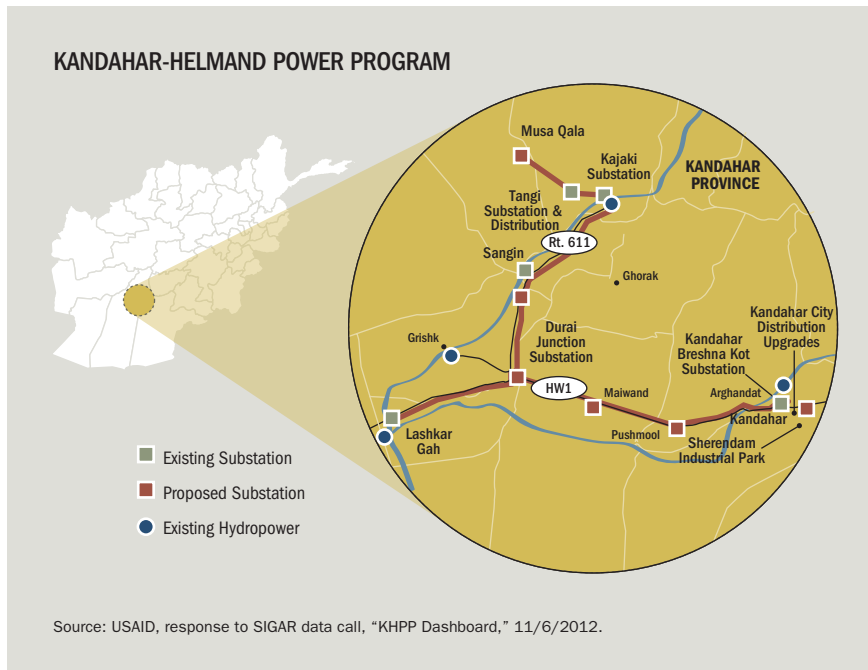 KANDAHAR-HELMAND POWER PROGRAM
Musa Qala
Kajaki
Substation
KANDAHAR
PROVINCE
Tangi
Substation &
Distribution
Rt. 611
Sangin
Ghorak
Kandahar City
Distribution
Upgrades
Durai
Junction
Substation
Kandahar
Breshna Kot
Substation
Grishk
HW1
Maiwand
Arghandat
Kandahar
Pushmool
Lashkar
Gah
Sherendam
Industrial Park
Existing Substation
Proposed Substation
Existing Hydropower
Source: USAID, response to SIGAR data call, “KHPP Dashboard,” 11/6/2012.